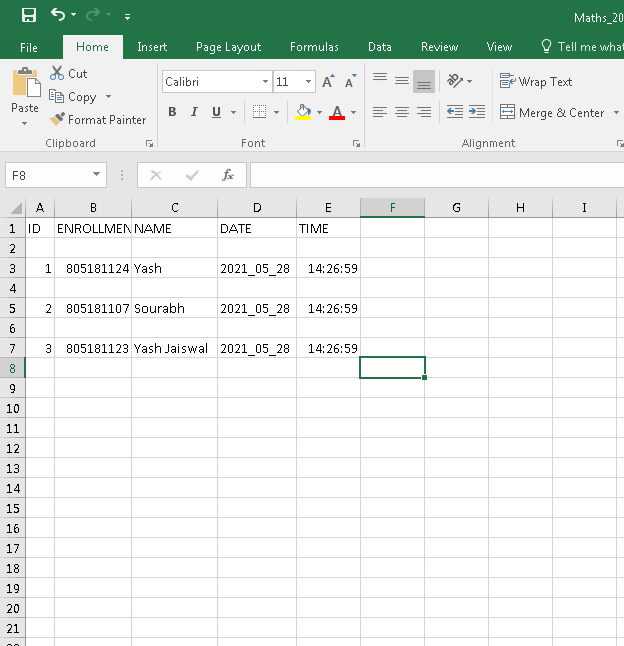 Maths_20
File Home Insert Page Layout Formulas Data Review View Tell me what
Paste
Cut
Copy
Format Painter
Calibri 11 A A
B I U A
Wrap Text
Merge & Center
Clipboard Font Alignment
F8 fx
A B C D E F G H I
1 ID ENROLLMEN NAME DATE TIME
2
3 1 805181124 Yash 2021_05_28 14:26:59
4
5 2 805181107 Sourabh 2021_05_28 14:26:59
6
7 3 805181123 Yash Jaiswal 2021_05_28 14:26:59
8
9
10
11
12
13
14
15
16
17
18
19
20
21